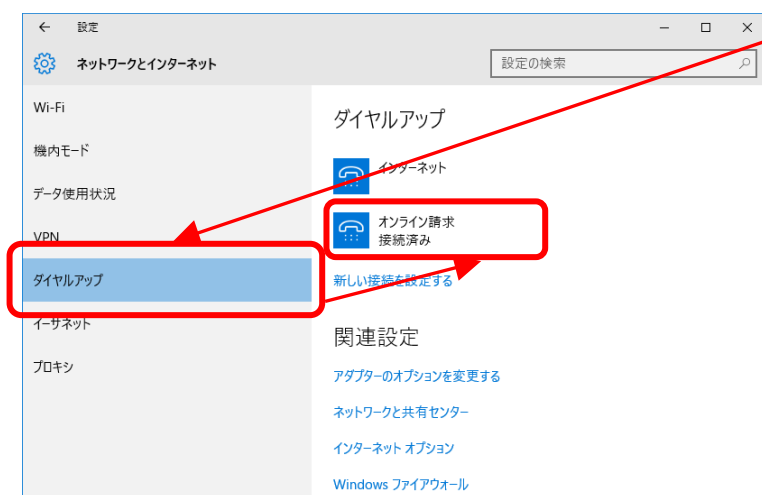 設定
ネットワークとインターネット
設定の検索
Wi-Fi
機内モード
データ使用状況
VPN
ダイヤルアップ
イーサネット
プロキシ
ダイヤルアップ
インターネット
オンライン請求
接続済み
新しい接続を設定する
関連設定
アダプターのオプションを変更する
ネットワークと共有センター
インターネット オプション
Windows ファイアウォール